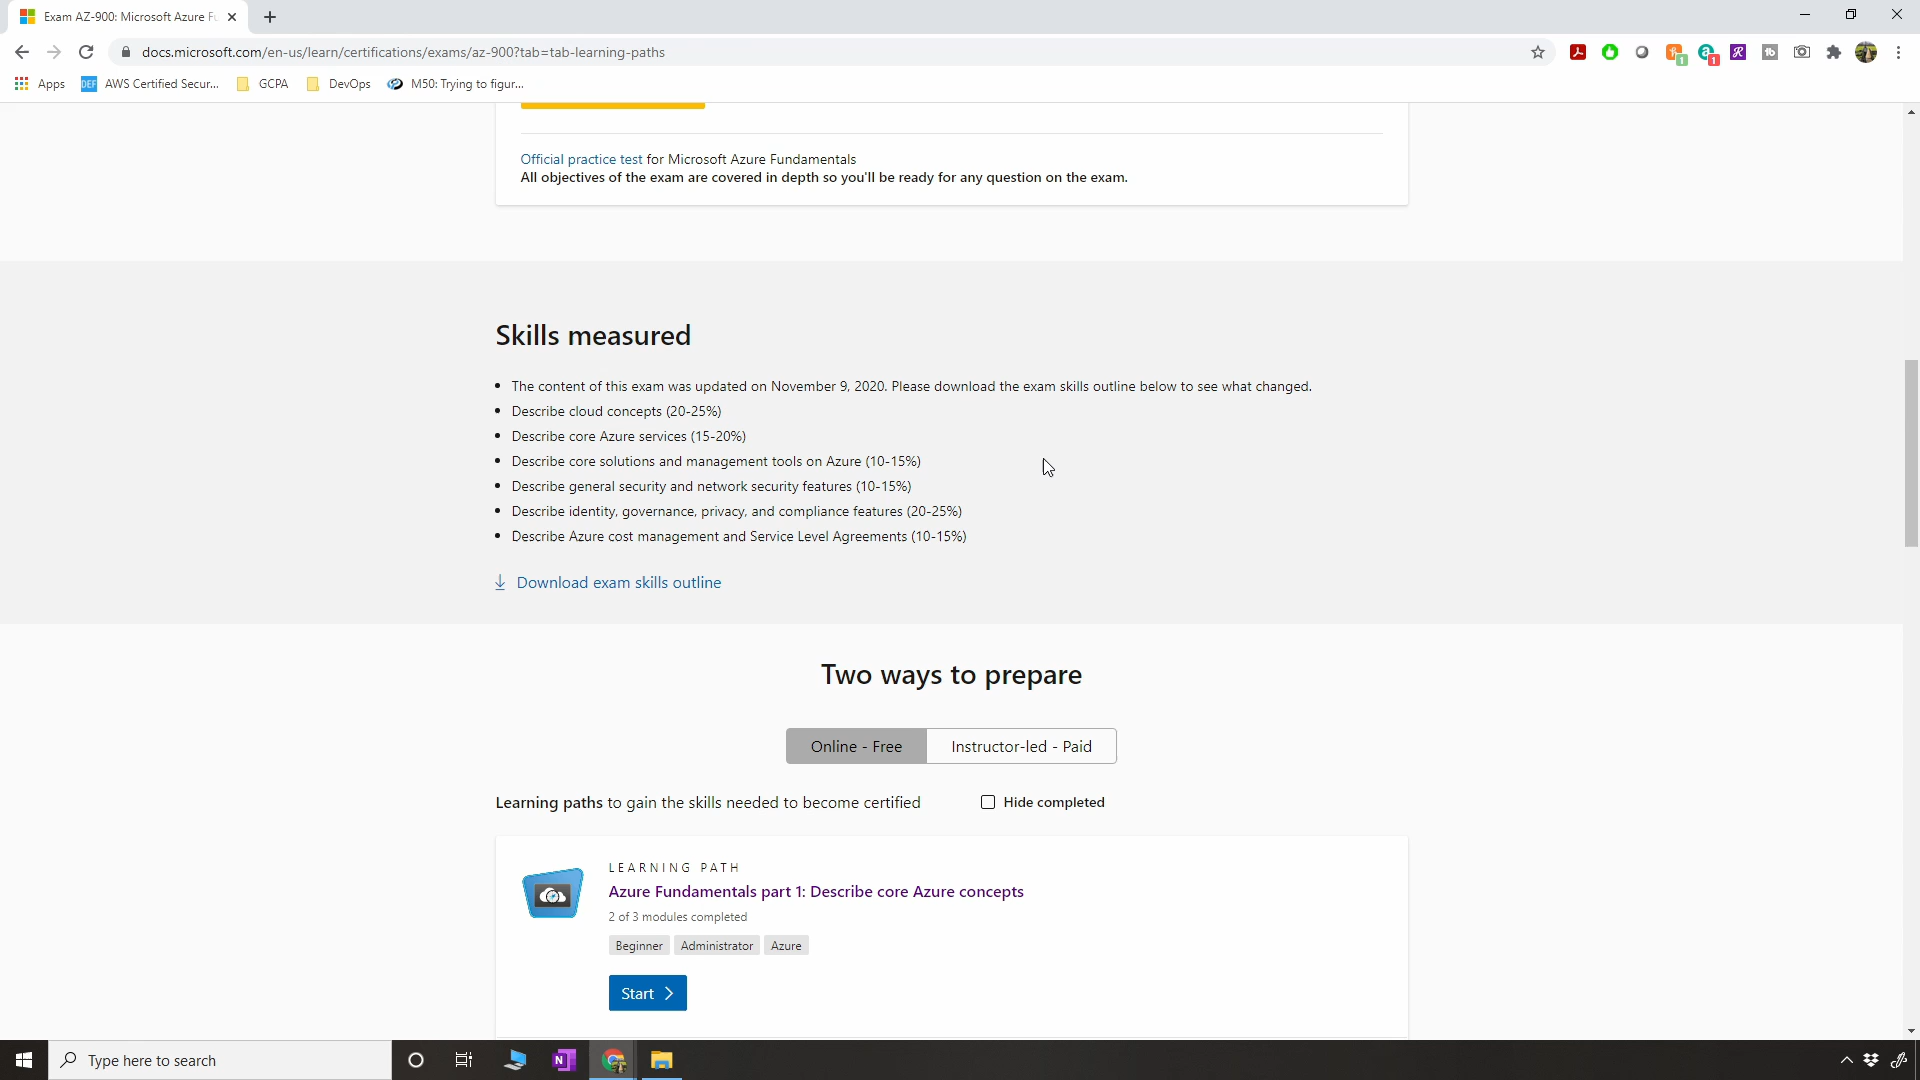 Exam AZ-900: Microsoft Azure Fu
docs.microsoft.com/en-us/learn/certifications/exams/az-900?tab=tab-learning-paths
1
1
Apps
DEF
AWS Certified Secur...
GCPA
DevOps
M50: Trying to figur...
Official practice test for Microsoft Azure Fundamentals
All objectives of the exam are covered in depth so you'll be ready for any question on the exam.
Skills measured
• The content of this exam was updated on November 9, 2020. Please download the exam skills outline below to see what changed.
• Describe cloud concepts (20-25%)
• Describe core Azure services (15-20%)
• Describe core solutions and management tools on Azure (10-15%)
• Describe general security and network security features (10-15%)
• Describe identity, governance, privacy, and compliance features (20-25%)
• Describe Azure cost management and Service Level Agreements (10-15%)
Download exam skills outline
Two ways to prepare
Online - Free
Instructor-led - Paid
Learning paths to gain the skills needed to become certified
Hide completed
LEARNING PATH
Azure Fundamentals part 1: Describe core Azure concepts
2 of 3 modules completed
Beginner
Administrator
Azure
Start
Type here to search